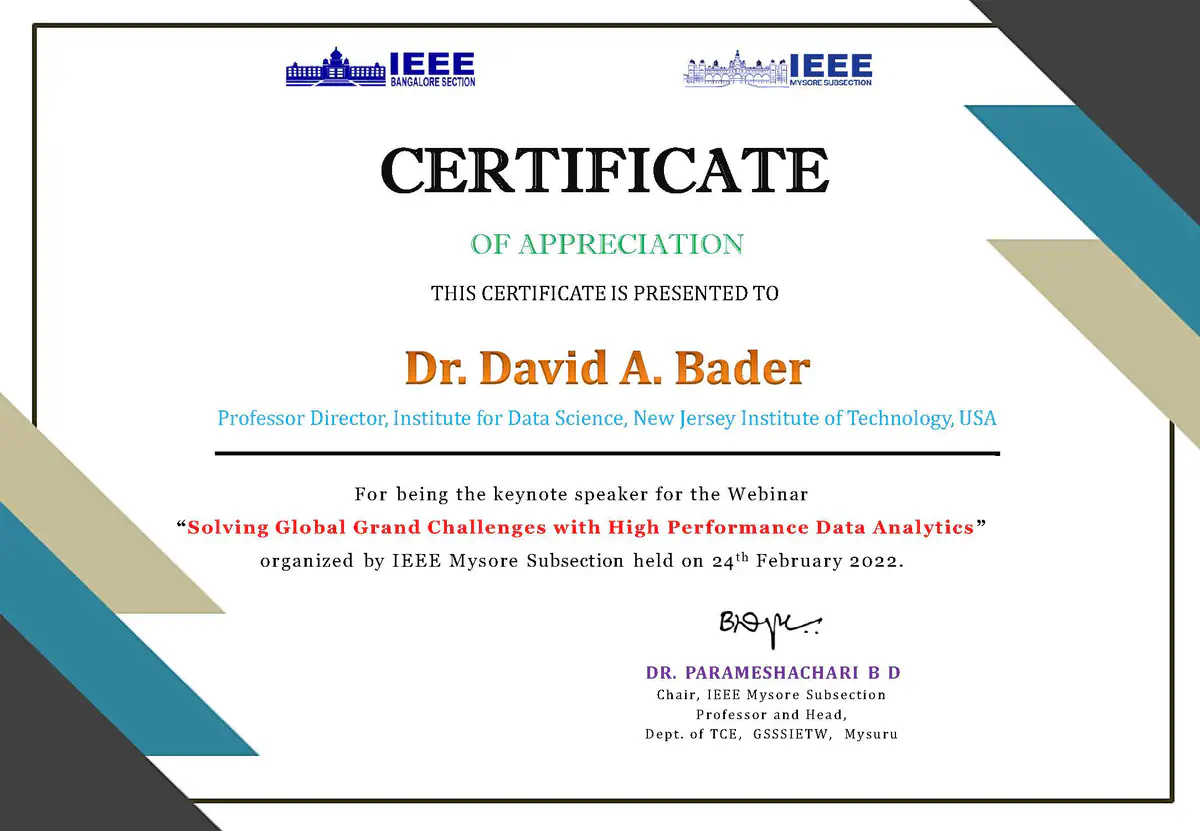 IEEE
BANGALORE SECTION
IEEE
MYSORE SUBSECTION
CERTIFICATE
OF APPRECIATION
THIS CERTIFICATE IS PRESENTED TO
Dr. David A. Bader
Professor Director, Institute for Data Science, New Jersey Institute of Technology, USA
For being the keynote speaker for the Webinar
“Solving Global Grand Challenges with High Performance Data Analytics”
organized by IEEE Mysore Subsection held on 24th February 2022.
DR. PARAMESHACHARI B D
Chair, IEEE Mysore Subsection
Professor and Head,
Dept. of TCE, GSSSIETW, Mysuru